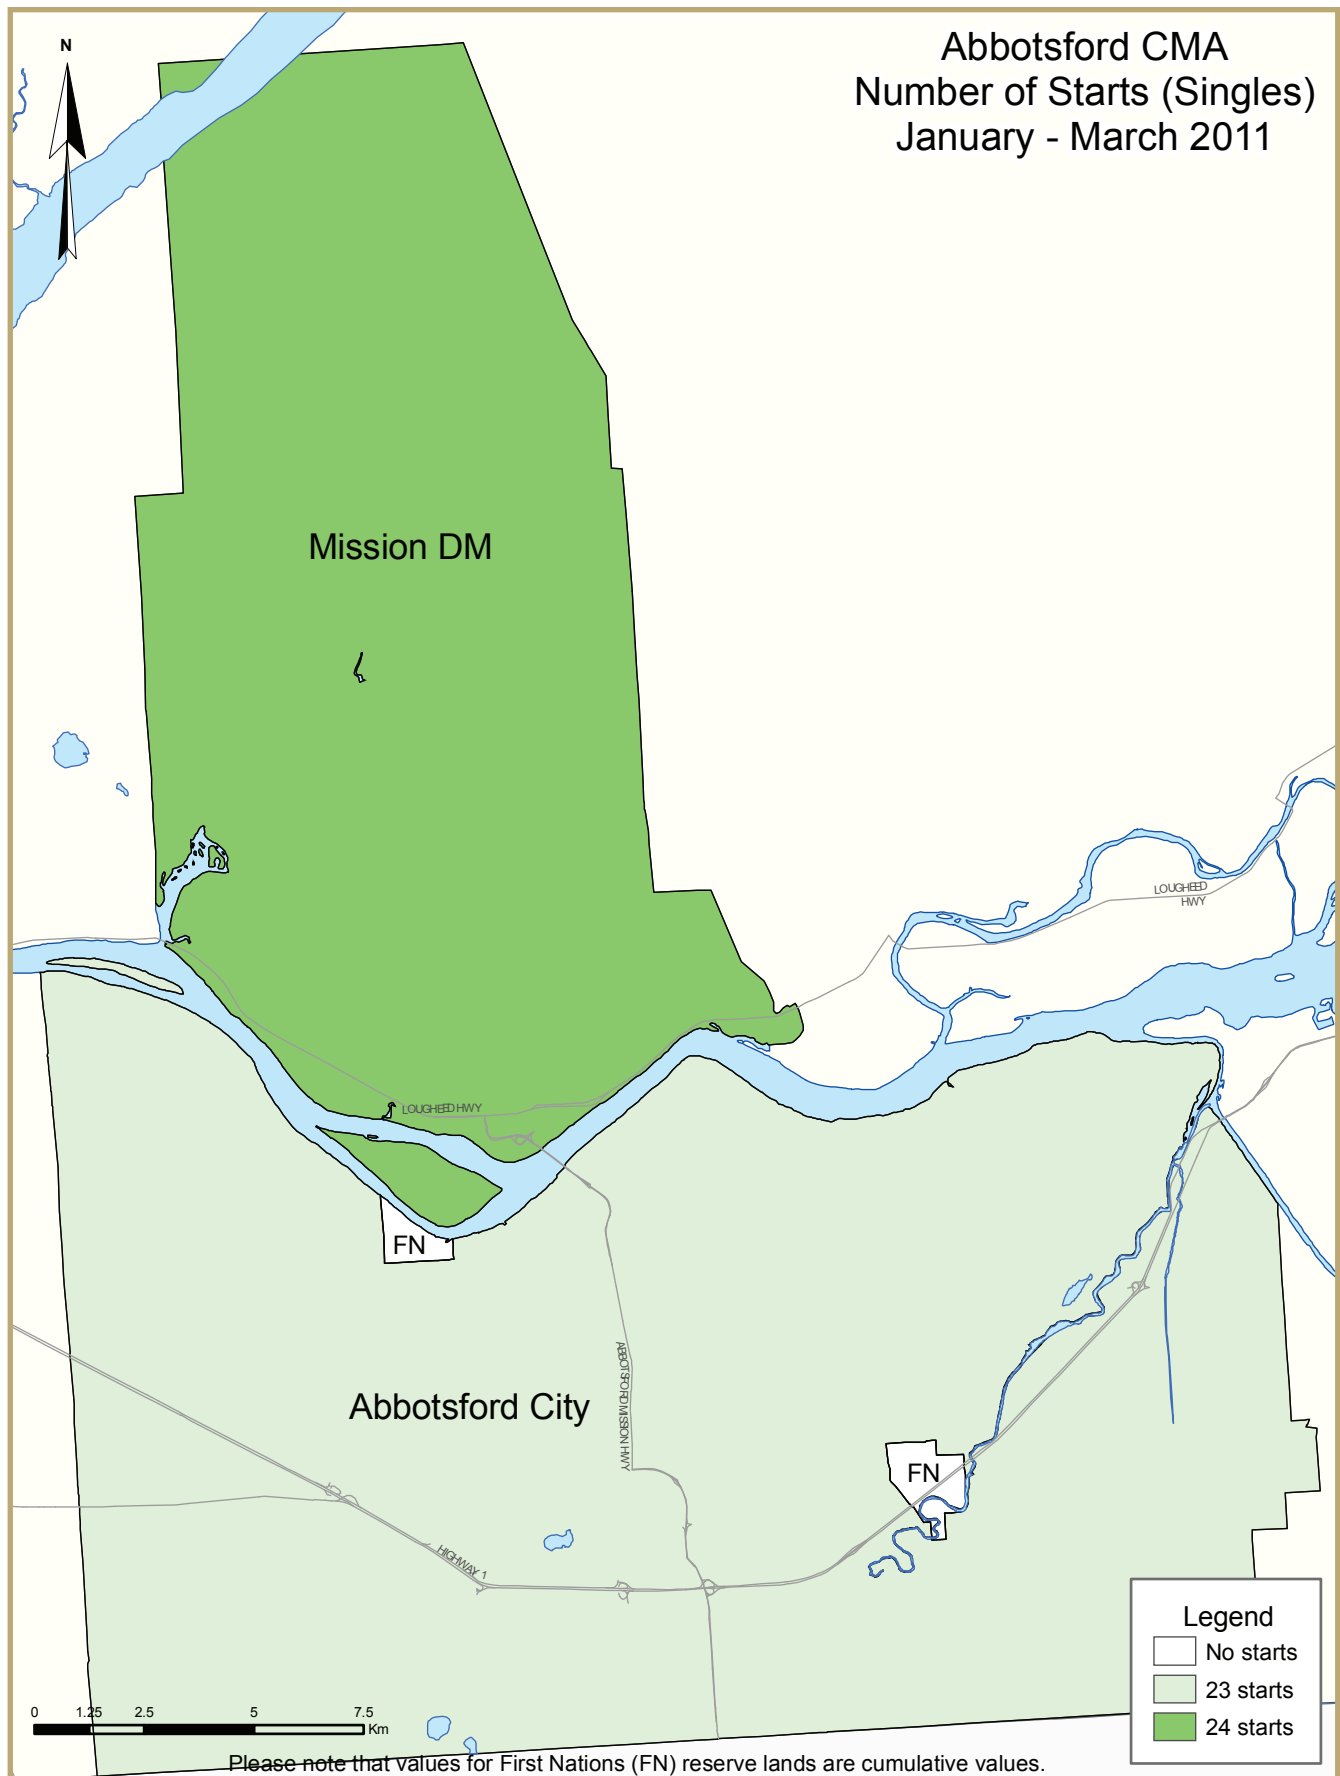 N
Abbotsford CMA
Number of Starts (Singles)
January - March 2011
Mission DM
LOUGHEED
HWY
LOUGHEED HWY
FN
ABBOTSFORD MISSION HWY
Abbotsford City
FN
HIGHWAY 1
Legend
No starts
23 starts
24 starts
0 1.25 2.5 5 7.5
Km
Please note that values for First Nations (FN) reserve lands are cumulative values.